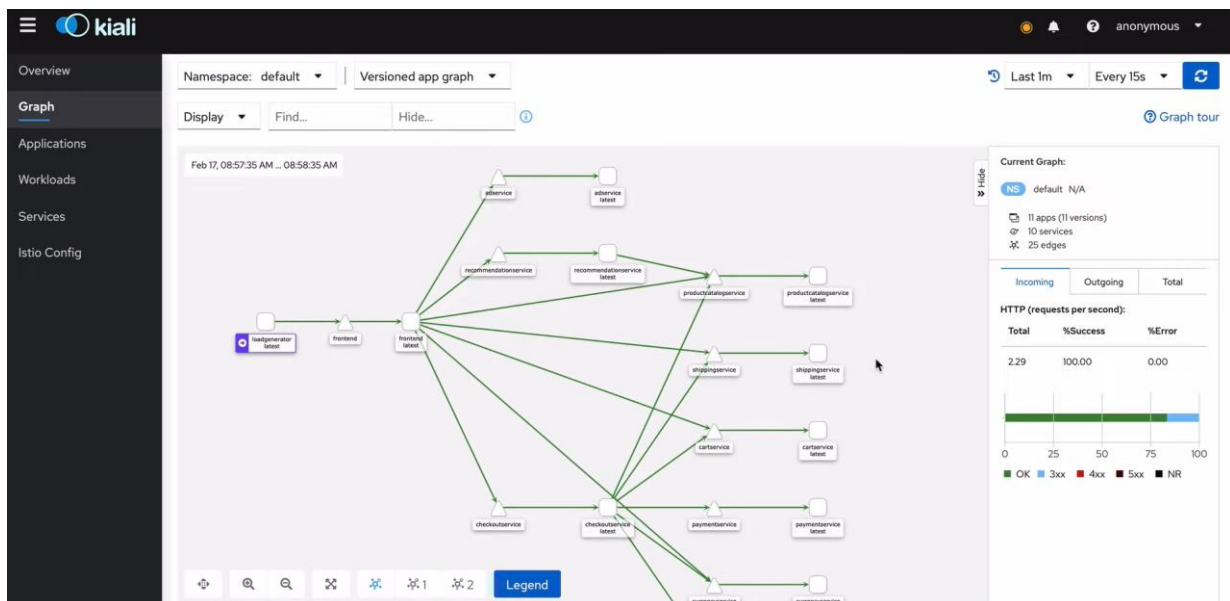 kiali
anonymous
Overview
Graph
Applications
Workloads
Services
Istio Config
Namespace: default
Versioned app graph
Last 1m
Every 15s
Display
Find...
Hide...
Graph tour
Feb 17, 08:57:35 AM ... 08:58:35 AM
adservice
adservice
latest
recommendationservice
recommendationservice
latest
productcatalogservice
productcatalogservice
latest
loadgenerator
latest
frontend
frontend
latest
shippingservice
shippingservice
latest
cartservice
cartservice
latest
checkoutservice
checkoutservice
latest
paymentservice
paymentservice
latest
1
2
Legend
Hide
Current Graph:
NS default N/A
11 apps (11 versions)
10 services
25 edges
Incoming
Outgoing
Total
HTTP (requests per second):
Total %Success %Error
2.29 100.00 0.00
0 25 50 75 100
OK 3xx 4xx 5xx NR